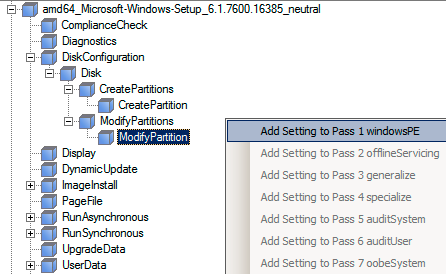 amd64_Microsoft-Windows-Setup_6.1.7600.16385_neutral
ComplianceCheck
Diagnostics
DiskConfiguration
Disk
CreatePartitions
CreatePartition
ModifyPartitions
ModifyPartition
Display
DynamicUpdate
ImageInstall
PageFile
RunAsynchronous
RunSynchronous
UpgradeData
UserData
Add Setting to Pass 1 windowsPE
Add Setting to Pass 2 offlineServicing
Add Setting to Pass 3 generalize
Add Setting to Pass 4 specialize
Add Setting to Pass 5 auditSystem
Add Setting to Pass 6 auditUser
Add Setting to Pass 7 oobeSystem